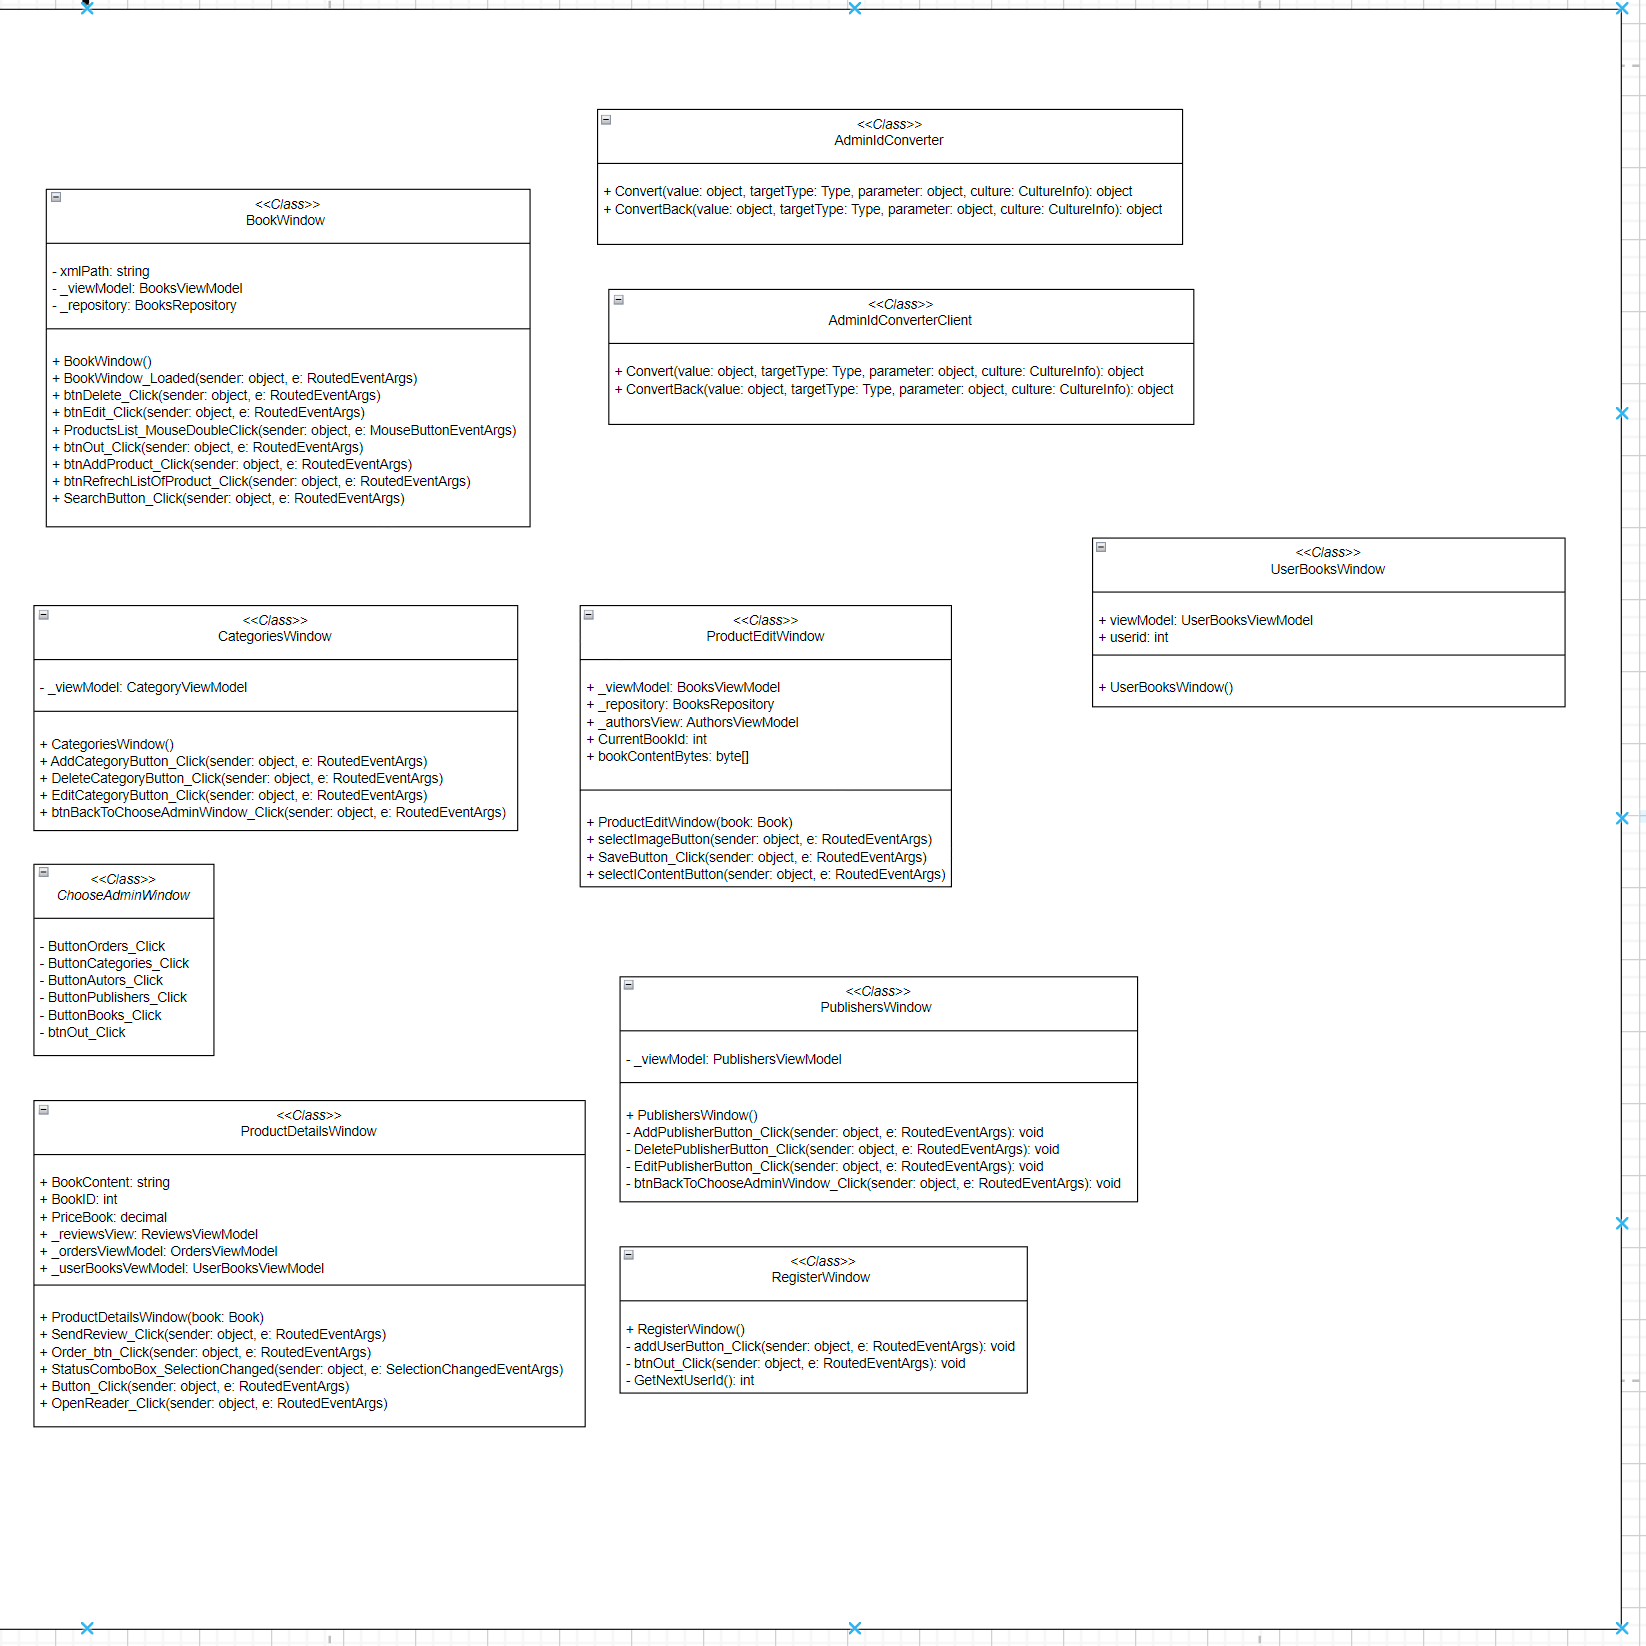 <<Class>>
AdminIdConverter
+ Convert(value: object, targetType: Type, parameter: object, culture: CultureInfo): object
+ ConvertBack(value: object, targetType: Type, parameter: object, culture: CultureInfo): object
<<Class>>
BookWindow
- xmlPath: string
- _viewModel: BooksViewModel
- _repository: BooksRepository
+ BookWindow()
+ BookWindow_Loaded(sender: object, e: RoutedEventArgs)
+ btnDelete_Click(sender: object, e: RoutedEventArgs)
+ btnEdit_Click(sender: object, e: RoutedEventArgs)
+ ProductsList_MouseDoubleClick(sender: object, e: MouseButtonEventArgs)
+ btnOut_Click(sender: object, e: RoutedEventArgs)
+ btnAddProduct_Click(sender: object, e: RoutedEventArgs)
+ btnRefrechListOfProduct_Click(sender: object, e: RoutedEventArgs)
+ SearchButton_Click(sender: object, e: RoutedEventArgs)
<<Class>>
AdminIdConverterClient
+ Convert(value: object, targetType: Type, parameter: object, culture: CultureInfo): object
+ ConvertBack(value: object, targetType: Type, parameter: object, culture: CultureInfo): object
<<Class>>
UserBooksWindow
+ viewModel: UserBooksViewModel
+ userid: int
+ UserBooksWindow()
<<Class>>
CategoriesWindow
- _viewModel: CategoryViewModel
+ CategoriesWindow()
+ AddCategoryButton_Click(sender: object, e: RoutedEventArgs)
+ DeleteCategoryButton_Click(sender: object, e: RoutedEventArgs)
+ EditCategoryButton_Click(sender: object, e: RoutedEventArgs)
+ btnBackToChooseAdminWindow_Click(sender: object, e: RoutedEventArgs)
<<Class>>
ProductEditWindow
+ _viewModel: BooksViewModel
+ _repository: BooksRepository
+ _authorsView: AuthorsViewModel
+ CurrentBookId: int
+ bookContentBytes: byte[]
+ ProductEditWindow(book: Book)
+ selectImageButton(sender: object, e: RoutedEventArgs)
+ SaveButton_Click(sender: object, e: RoutedEventArgs)
+ selectIContentButton(sender: object, e: RoutedEventArgs)
<<Class>>
ChooseAdminWindow
- ButtonOrders_Click
- ButtonCategories_Click
- ButtonAutors_Click
- ButtonPublishers_Click
- ButtonBooks_Click
- btnOut_Click
<<Class>>
PublishersWindow
- _viewModel: PublishersViewModel
+ PublishersWindow()
- AddPublisherButton_Click(sender: object, e: RoutedEventArgs): void
- DeletePublisherButton_Click(sender: object, e: RoutedEventArgs): void
- EditPublisherButton_Click(sender: object, e: RoutedEventArgs): void
- btnBackToChooseAdminWindow_Click(sender: object, e: RoutedEventArgs): void
<<Class>>
ProductDetailsWindow
+ BookContent: string
+ BookID: int
+ PriceBook: decimal
+ _reviewsView: ReviewsViewModel
+ _ordersViewModel: OrdersViewModel
+ _userBooksVewModel: UserBooksViewModel
+ ProductDetailsWindow(book: Book)
+ SendReview_Click(sender: object, e: RoutedEventArgs)
+ Order_btn_Click(sender: object, e: RoutedEventArgs)
+ StatusComboBox_SelectionChanged(sender: object, e: SelectionChangedEventArgs)
+ Button_Click(sender: object, e: RoutedEventArgs)
+ OpenReader_Click(sender: object, e: RoutedEventArgs)
<<Class>>
RegisterWindow
+ RegisterWindow()
- addUserButton_Click(sender: object, e: RoutedEventArgs): void
- btnOut_Click(sender: object, e: RoutedEventArgs): void
- GetNextUserId(): int